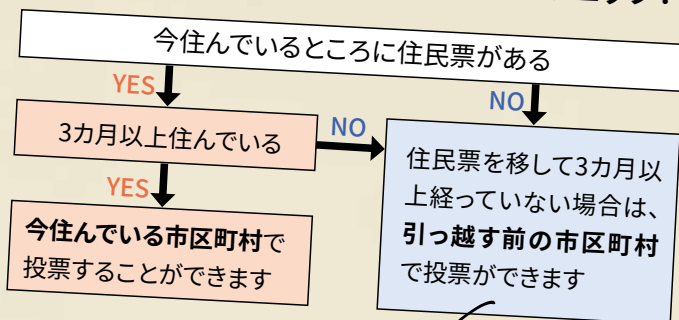 今住んでいるところに住民票がある
YES
NO
3カ月以上住んでいる
NO
YES
今住んでいる市区町村で
投票することができます
住民票を移して3カ月以
上経っていない場合は、
引っ越す前の市区町村
で投票ができます